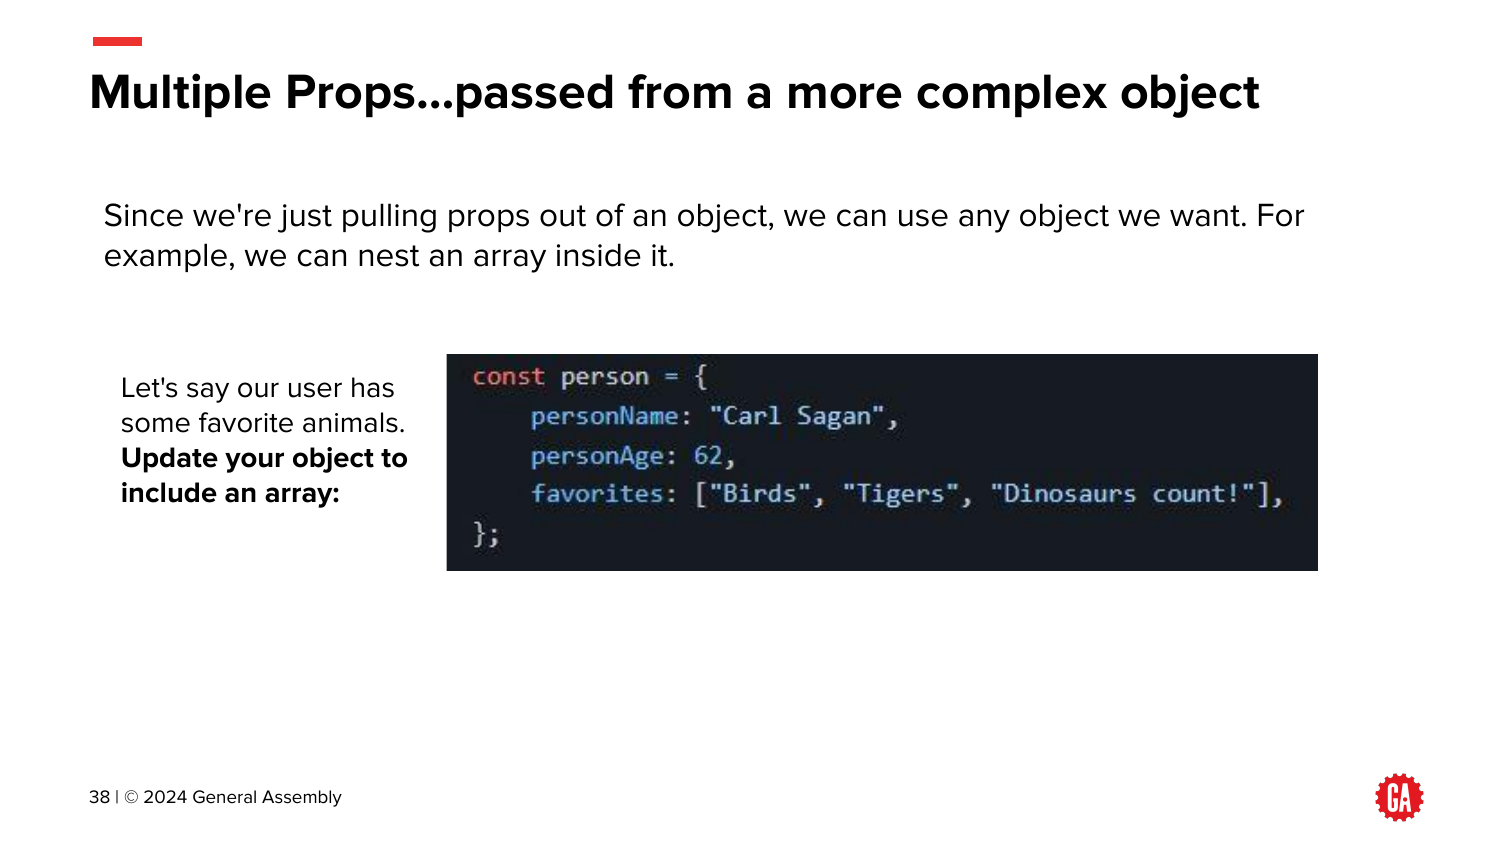 Multiple Props...passed from a more complex object
Since we're just pulling props out of an object, we can use any object we want. For
example, we can nest an array inside it.
Let's say our user has
some favorite animals.
Update your object to
include an array:
const person = {
    personName: "Carl Sagan",
    personAge: 62,
    favorites: ["Birds", "Tigers", "Dinosaurs count!"],
};
38 | © 2024 General Assembly
GA